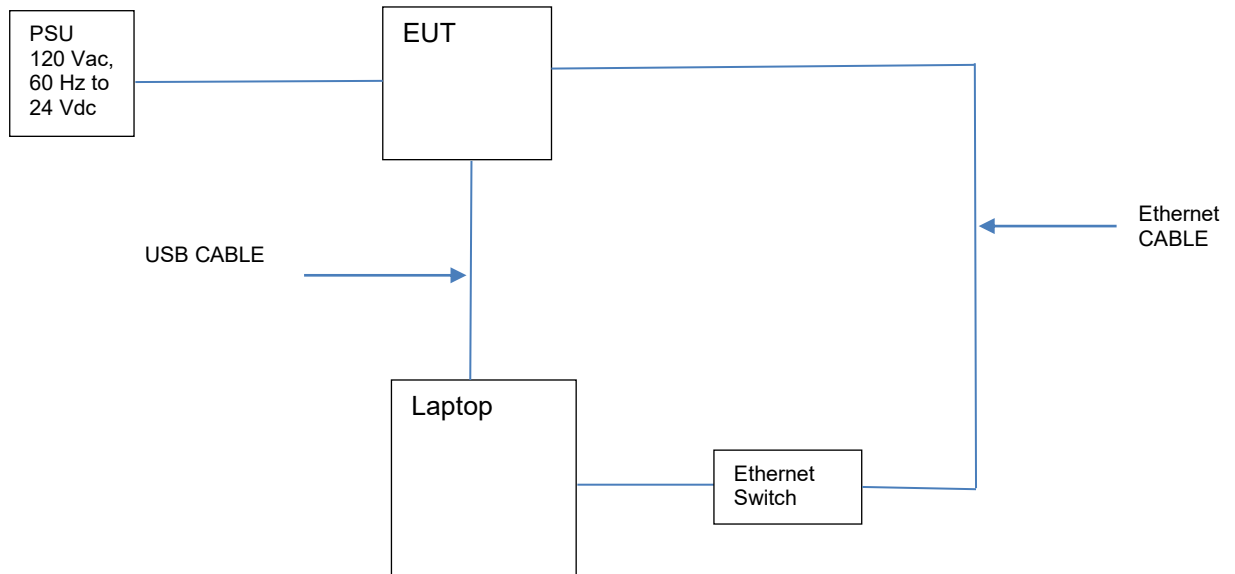 PSU
120 Vac,
60 Hz to
24 Vdc
EUT
Ethernet
CABLE
USB CABLE
Laptop
Ethernet
Switch